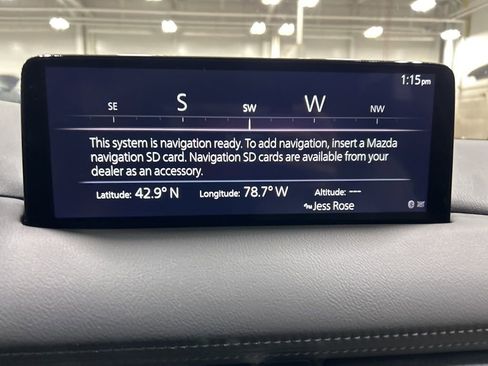 1:15pm
SE S SW W NW
This system is navigation ready. To add navigation, insert a Mazda
navigation SD card. Navigation SD cards are available from your
dealer as an accessory.
Latitude: 42.9° N Longitude: 78.7° W Altitude: ---
Jess Rose